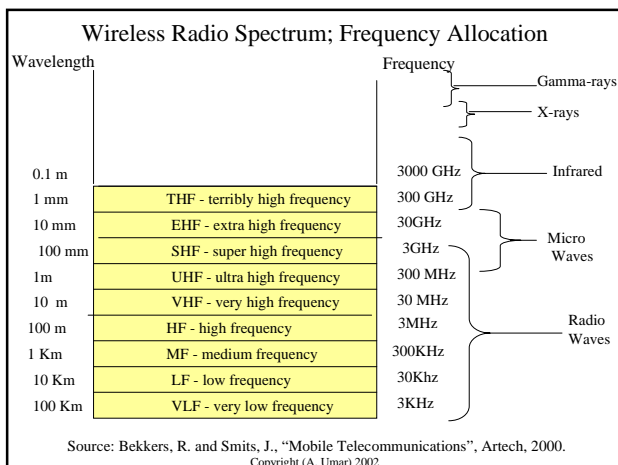 Wireless Radio Spectrum; Frequency Allocation
Wavelength Frequency
Gamma-rays
X-rays
0.1 m 3000 GHz Infrared
1 mm THF - terribly high frequency 300 GHz
10 mm EHF - extra high frequency 30GHz
100 mm SHF - super high frequency 3GHz Micro Waves
1m UHF - ultra high frequency 300 MHz
10 m VHF - very high frequency 30 MHz
100 m HF - high frequency 3MHz Radio Waves
1 Km MF - medium frequency 300KHz
10 Km LF - low frequency 30Khz
100 Km VLF - very low frequency 3KHz
Source: Bekkers, R. and Smits, J., “Mobile Telecommunications”, Artech, 2000.
Copyright (A. Umar) 2002